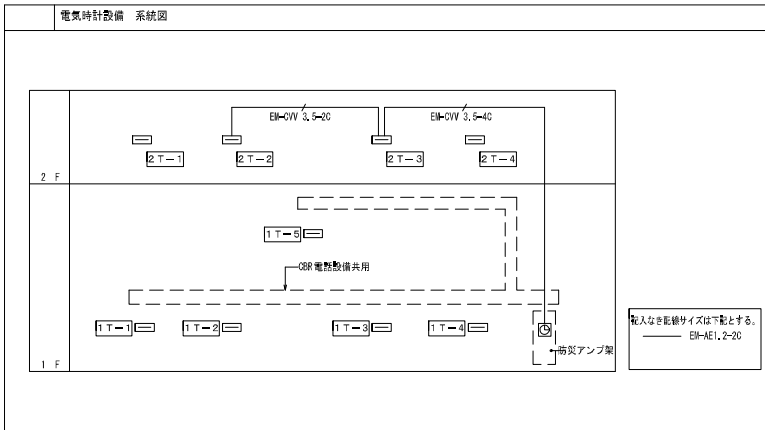 電気時計設備 系統図
EM-CVV 3.5-2C
EM-CVV 3.5-4C
2T-1
2T-2
2T-3
2T-4
2 F
1T-5
CBR電話設備共用
1T-1
1T-2
1T-3
1T-4
防災アンプ架
1 F
記入なき配線サイズは下記とする。
EM-AE1.2-2C